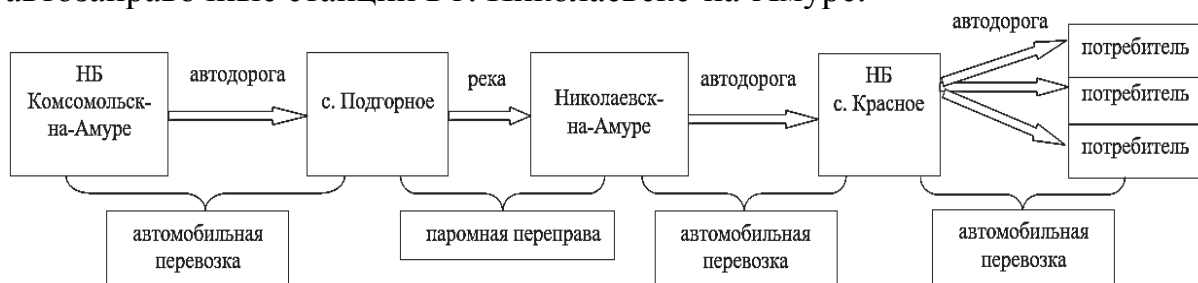 автозаправочные станции в г. Николаевске-на-Амуре.
автодорога
потребитель
НБ
Комсомольск-
на-Амуре
автодорога
с. Подгорное
река
Николаевск-
на-Амуре
автодорога
НБ
с. Красное
потребитель
потребитель
автомобильная
перевозка
паромная переправа
автомобильная
перевозка
автомобильная
перевозка